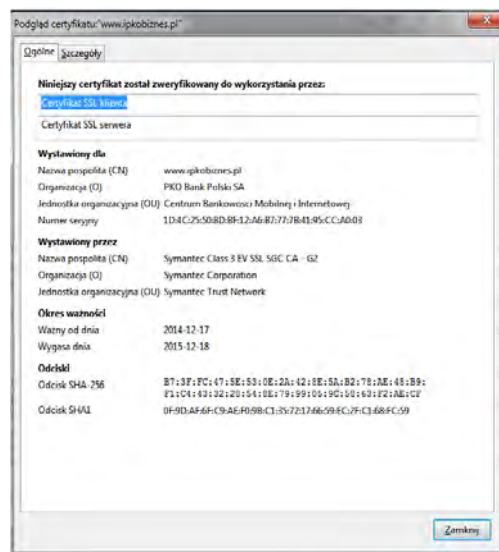 Podgląd certyfikatu:"www.ipkobiznes.pl"
Ogólne Szczegóły
Niniejszy certyfikat został zweryfikowany do wykorzystania przez:
Certyfikat SSL klienta
Certyfikat SSL serwera
Wystawiony dla
Nazwa pospolita (CN) www.ipkobiznes.pl
Organizacja (O) PKO Bank Polski SA
Jednostka organizacyjna (OU) Centrum Bankowosci Mobilnej i Internetowej
Numer seryjny 1D:4C:25:50:BD:BF:12:A6:B7:77:7B:41:95:CC:A0:03
Wystawiony przez
Nazwa pospolita (CN) Symantec Class 3 EV SSL SGC CA - G2
Organizacja (O) Symantec Corporation
Jednostka organizacyjna (OU) Symantec Trust Network
Okres ważności
Ważny od dnia 2014-12-17
Wygasa dnia 2015-12-18
Odciski
Odcisk SHA-256 B7:3F:FC:47:5E:53:0E:2A:42:8E:5A:B2:78:AE:48:B9:
F1:C4:43:32:20:54:8E:79:99:05:9C:58:63:F2:AE:CF
Odcisk SHA1 0F:9D:AF:6F:C9:AE:F0:9B:C1:35:72:17:66:59:EC:7F:C1:68:FC:59
Zamknij